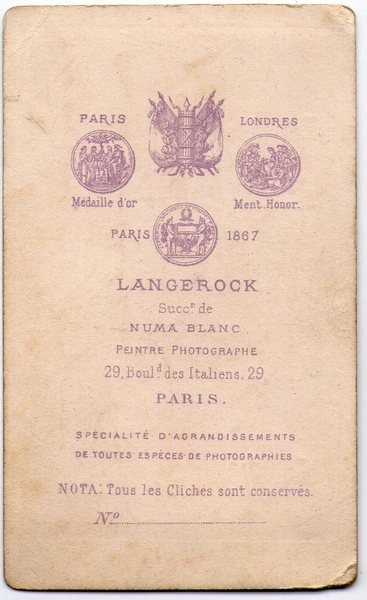 PARIS LONDRES
Médaille d'or Ment. Honor.
PARIS 1867
LANGEROCK
Succr. de
NUMA BLANC.
PEINTRE PHOTOGRAPHE
29, Bould. des Italiens, 29
PARIS.
SPÉCIALITÉ D'AGRANDISSEMENTS
DE TOUTES ESPÈCES DE PHOTOGRAPHIES
NOTA: Tous les Clichés sont conservés.
No